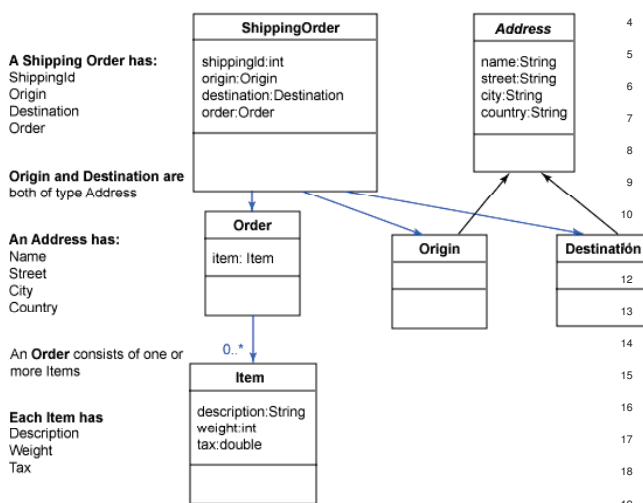 A Shipping Order has:
ShippingId
Origin
Destination
Order
Origin and Destination are
both of type Address
An Address has:
Name
Street
City
Country
An Order consists of one or
more Items
Each Item has
Description
Weight
Tax
ShippingOrder
shippingId:int
origin:Origin
destination:Destination
order:Order
Address
name:String
street:String
city:String
country:String
Order
item: Item
Origin
Destination
0..*
Item
description:String
weight:int
tax:double
4
5
6
7
8
9
10
12
13
14
15
16
17
18